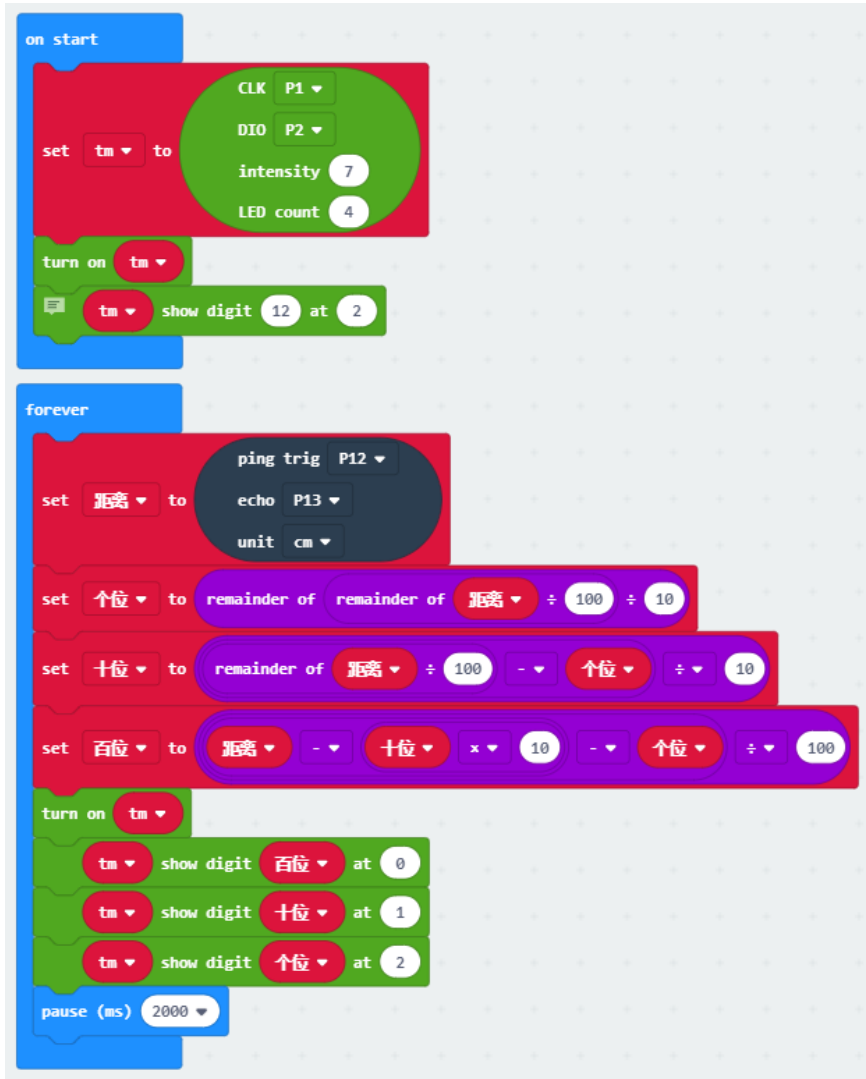 on start
CLK P1
DIO P2
set tm to
intensity 7
LED count 4
turn on tm
tm show digit 12 at 2
forever
ping trig P12
set 距离 to echo P13
unit cm
set 个位 to remainder of remainder of 距离 ÷ 100 ÷ 10
set 十位 to remainder of 距离 ÷ 100 - 个位 ÷ 10
set 百位 to 距离 - 十位 x 10 - 个位 ÷ 100
turn on tm
tm show digit 百位 at 0
tm show digit 十位 at 1
tm show digit 个位 at 2
pause (ms) 2000